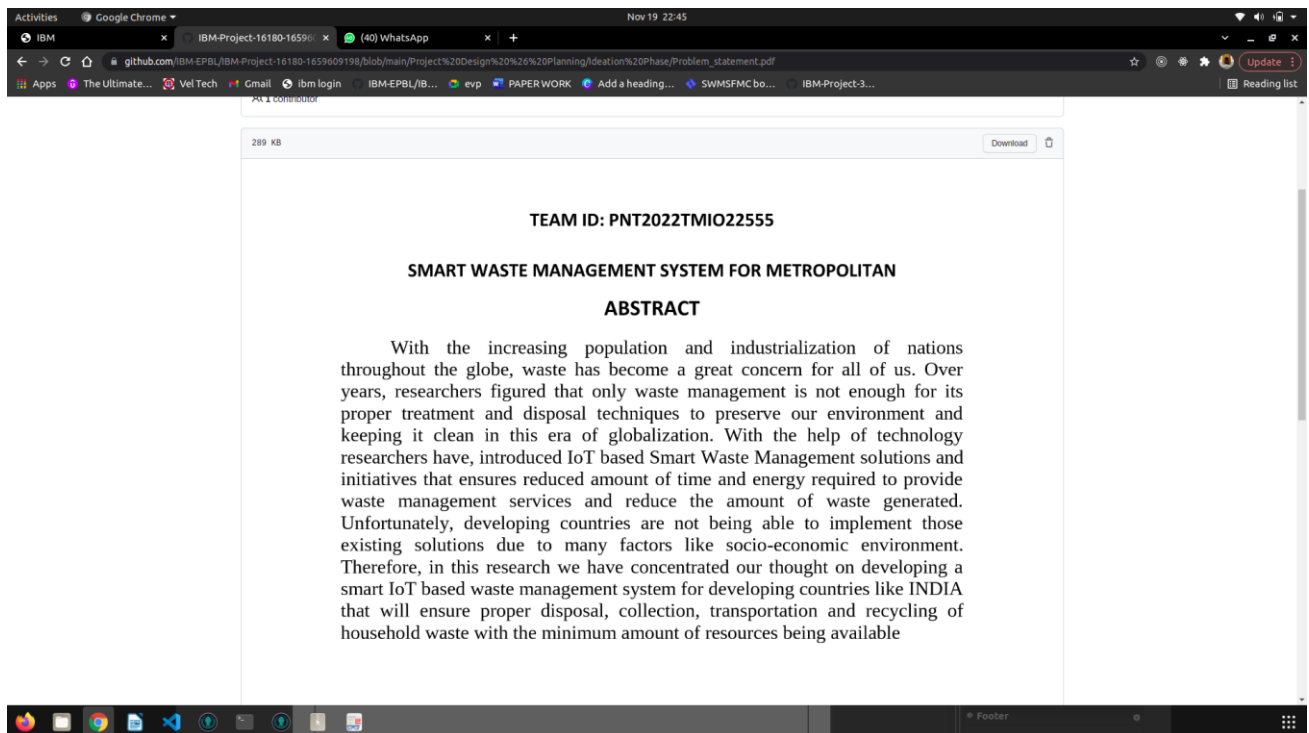 Activities
Google Chrome
Nov 19 22:45
IBM
IBM-Project-16180-16596
(40) WhatsApp
github.com/IBM-EPBL/IBM-Project-16180-1659609198/blob/main/Project%20Design%20%26%20Planning/Ideation%20Phase/Problem_statement.pdf
Update
Apps
The Ultimate...
Vel Tech
Gmail
ibm login
IBM-EPBL/IB...
evp
PAPER WORK
Add a heading...
SWMSFMC bo...
IBM-Project-3...
Reading list
1 contributor
289 KB
Download
TEAM ID: PNT2022TMIO22555
SMART WASTE MANAGEMENT SYSTEM FOR METROPOLITAN
ABSTRACT
With the increasing population and industrialization of nations
throughout the globe, waste has become a great concern for all of us. Over
years, researchers figured that only waste management is not enough for its
proper treatment and disposal techniques to preserve our environment and
keeping it clean in this era of globalization. With the help of technology
researchers have, introduced IoT based Smart Waste Management solutions and
initiatives that ensures reduced amount of time and energy required to provide
waste management services and reduce the amount of waste generated.
Unfortunately, developing countries are not being able to implement those
existing solutions due to many factors like socio-economic environment.
Therefore, in this research we have concentrated our thought on developing a
smart IoT based waste management system for developing countries like INDIA
that will ensure proper disposal, collection, transportation and recycling of
household waste with the minimum amount of resources being available
Footer